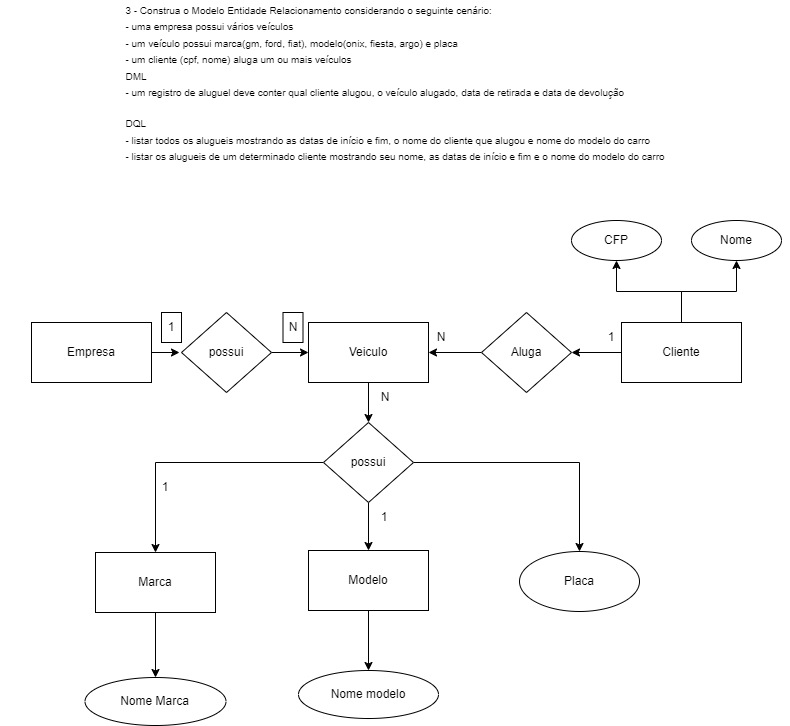 3 - Construa o Modelo Entidade Relacionamento considerando o seguinte cenário:
- uma empresa possui vários veículos
- um veículo possui marca(gm, ford, fiat), modelo(onix, fiesta, argo) e placa
- um cliente (cpf, nome) aluga um ou mais veículos
DML
- um registro de aluguel deve conter qual cliente alugou, o veículo alugado, data de retirada e data de devolução
DQL
- listar todos os alugueis mostrando as datas de início e fim, o nome do cliente que alugou e nome do modelo do carro
- listar os alugueis de um determinado cliente mostrando seu nome, as datas de início e fim e o nome do modelo do carro
CFP
Nome
1
N
N
1
Empresa
possui
Veiculo
Aluga
Cliente
N
possui
1
1
Marca
Modelo
Placa
Nome Marca
Nome modelo